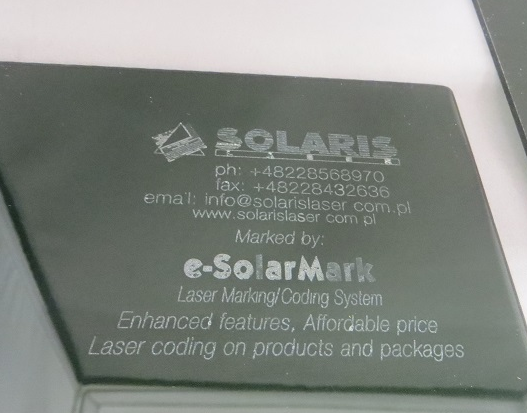 SOLARIS
LASER
ph: +48228568970
fax: +48228432636
email: info@solarislaser.com.pl
www.solarislaser.com.pl
Marked by:
e-SolarMark
Laser Marking/Coding System
Enhanced features, Affordable price
Laser coding on products and packages